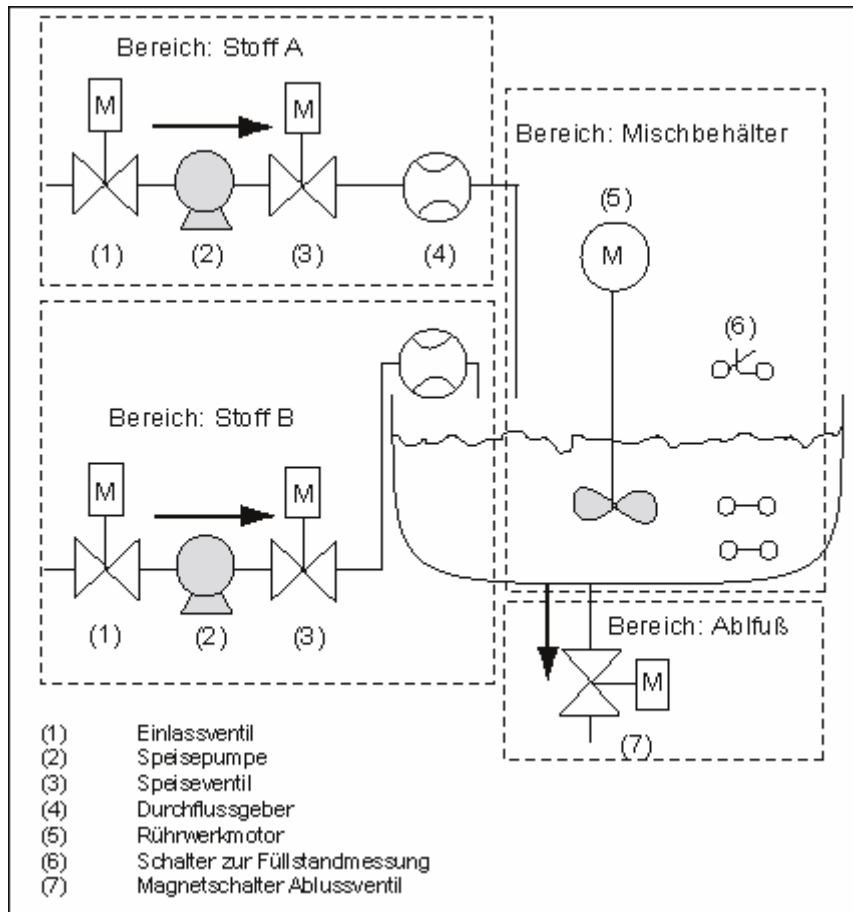 Bereich: Stoff A
M
M
Bereich: Mischbehälter
(5)
M
(1)
(2)
(3)
(4)
(6)
Bereich: Stoff B
M
M
(1)
(2)
(3)
Bereich: Ablfuß
M
(7)
(1) Einlassventil
(2) Speisepumpe
(3) Speiseventil
(4) Durchflussgeber
(5) Rührwerkmotor
(6) Schalter zur Füllstandmessung
(7) Magnetschalter Ablussventil